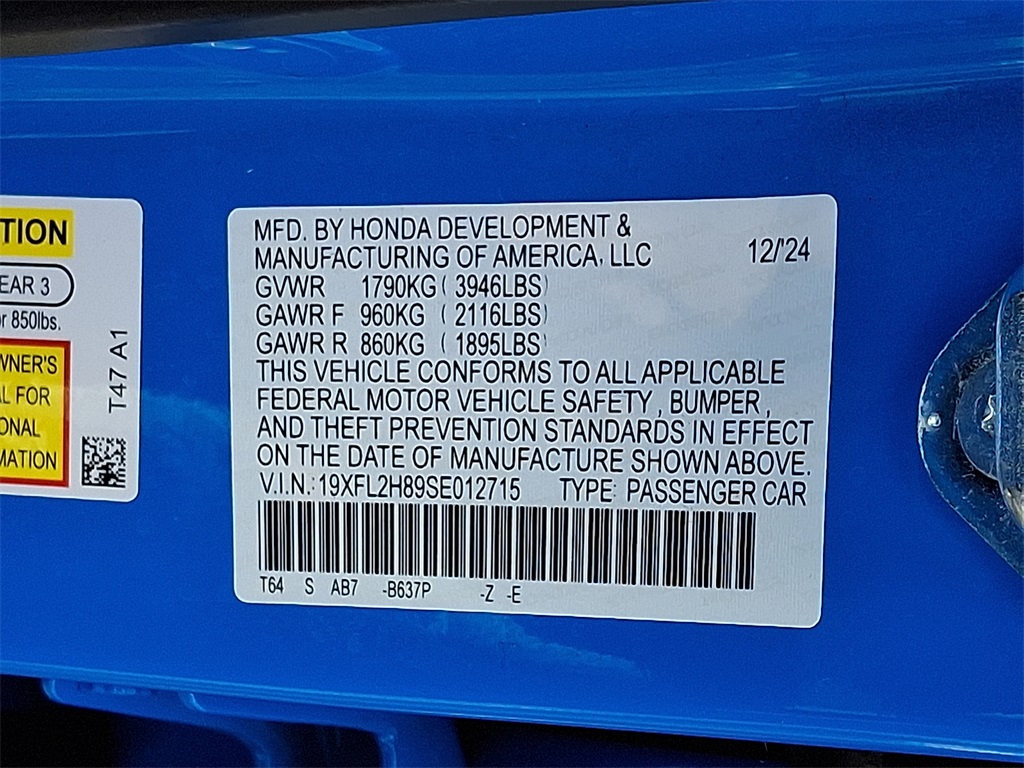 TION
EAR 3
r 850lbs.
WNER'S
AL FOR
ONAL
MATION
T47 A1
MFD. BY HONDA DEVELOPMENT &
MANUFACTURING OF AMERICA, LLC 12/'24
GVWR 1790KG ( 3946LBS)
GAWR F 960KG ( 2116LBS)
GAWR R 860KG ( 1895LBS)
THIS VEHICLE CONFORMS TO ALL APPLICABLE
FEDERAL MOTOR VEHICLE SAFETY , BUMPER ,
AND THEFT PREVENTION STANDARDS IN EFFECT
ON THE DATE OF MANUFACTURE SHOWN ABOVE.
V.I.N.: 19XFL2H89SE012715 TYPE: PASSENGER CAR
T64 S AB7 -B637P -Z -E